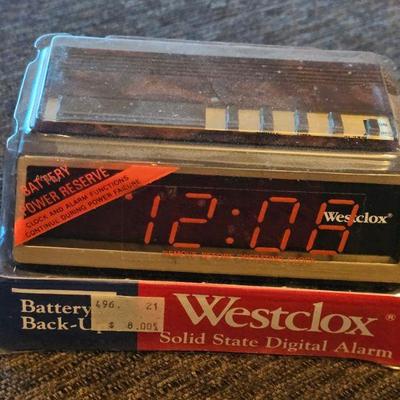 BATTERY
POWER RESERVE
CLOCK AND ALARM FUNCTIONS
CONTINUE DURING POWER FAILURE
12:08
Westclox®
Battery
Back-U
496. 21
$ 8.00
Westclox®
Solid State Digital Alarm